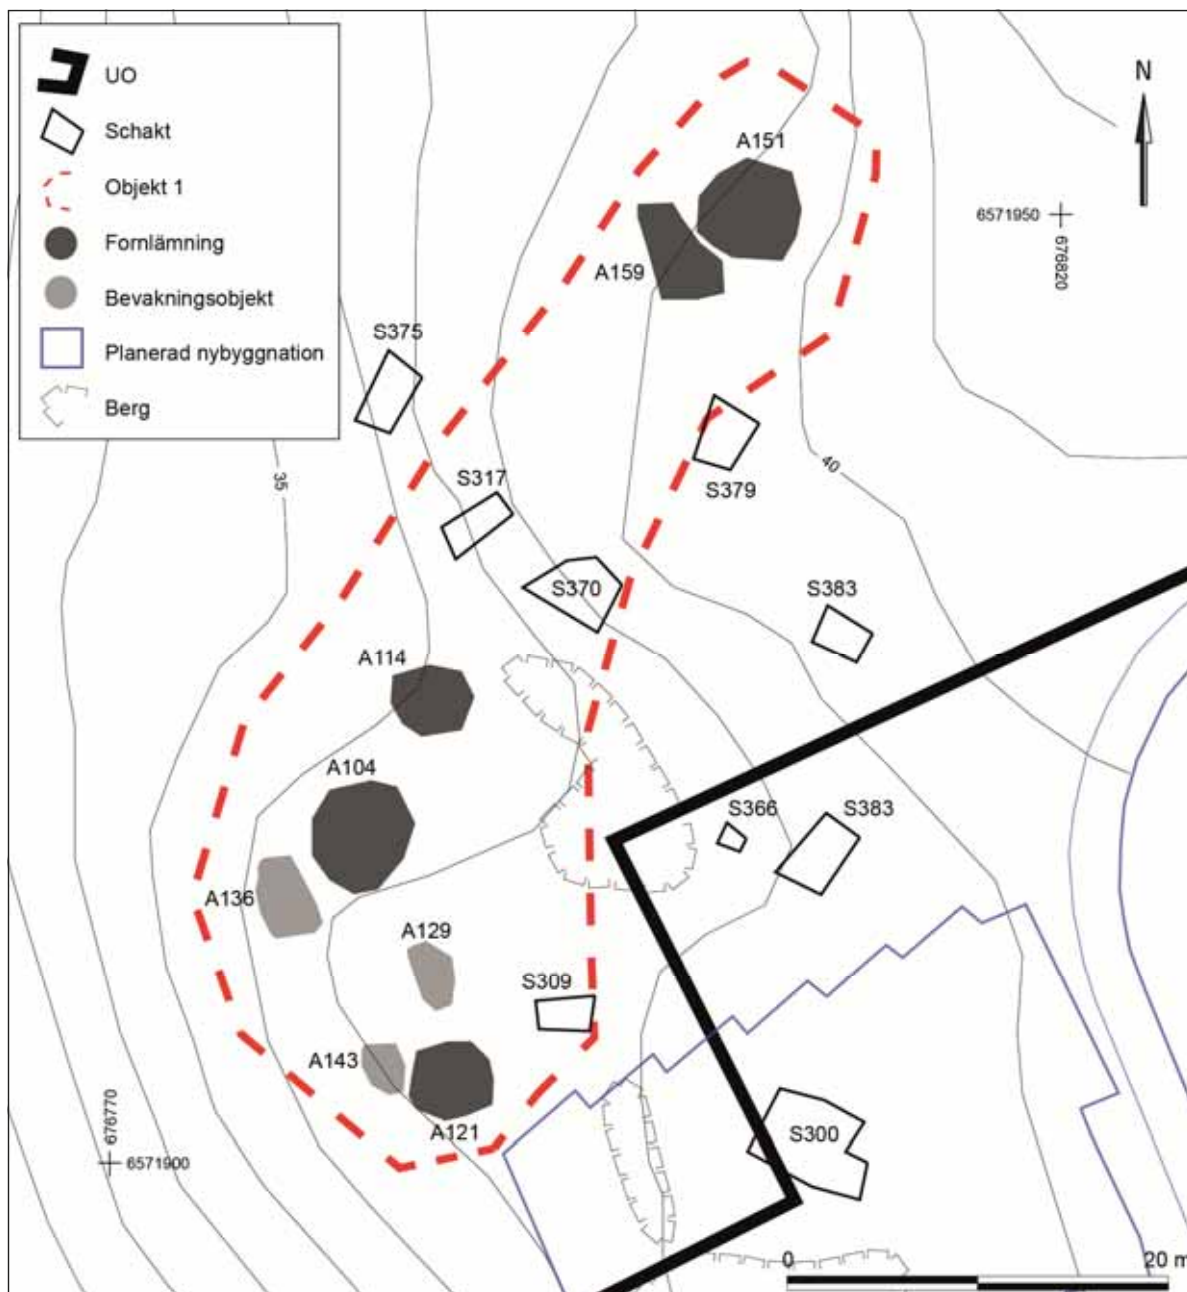 UO
Schakt
Objekt 1
Fornlämning
Bevakningsobjekt
Planerad nybyggnation
Berg
N
A151
6571950
676820
A159
S375
35
S317
40
S379
S370
S383
A114
A104
S366
S383
A136
A129
S309
A143
A121
676770
6571900
S300
0
20 m